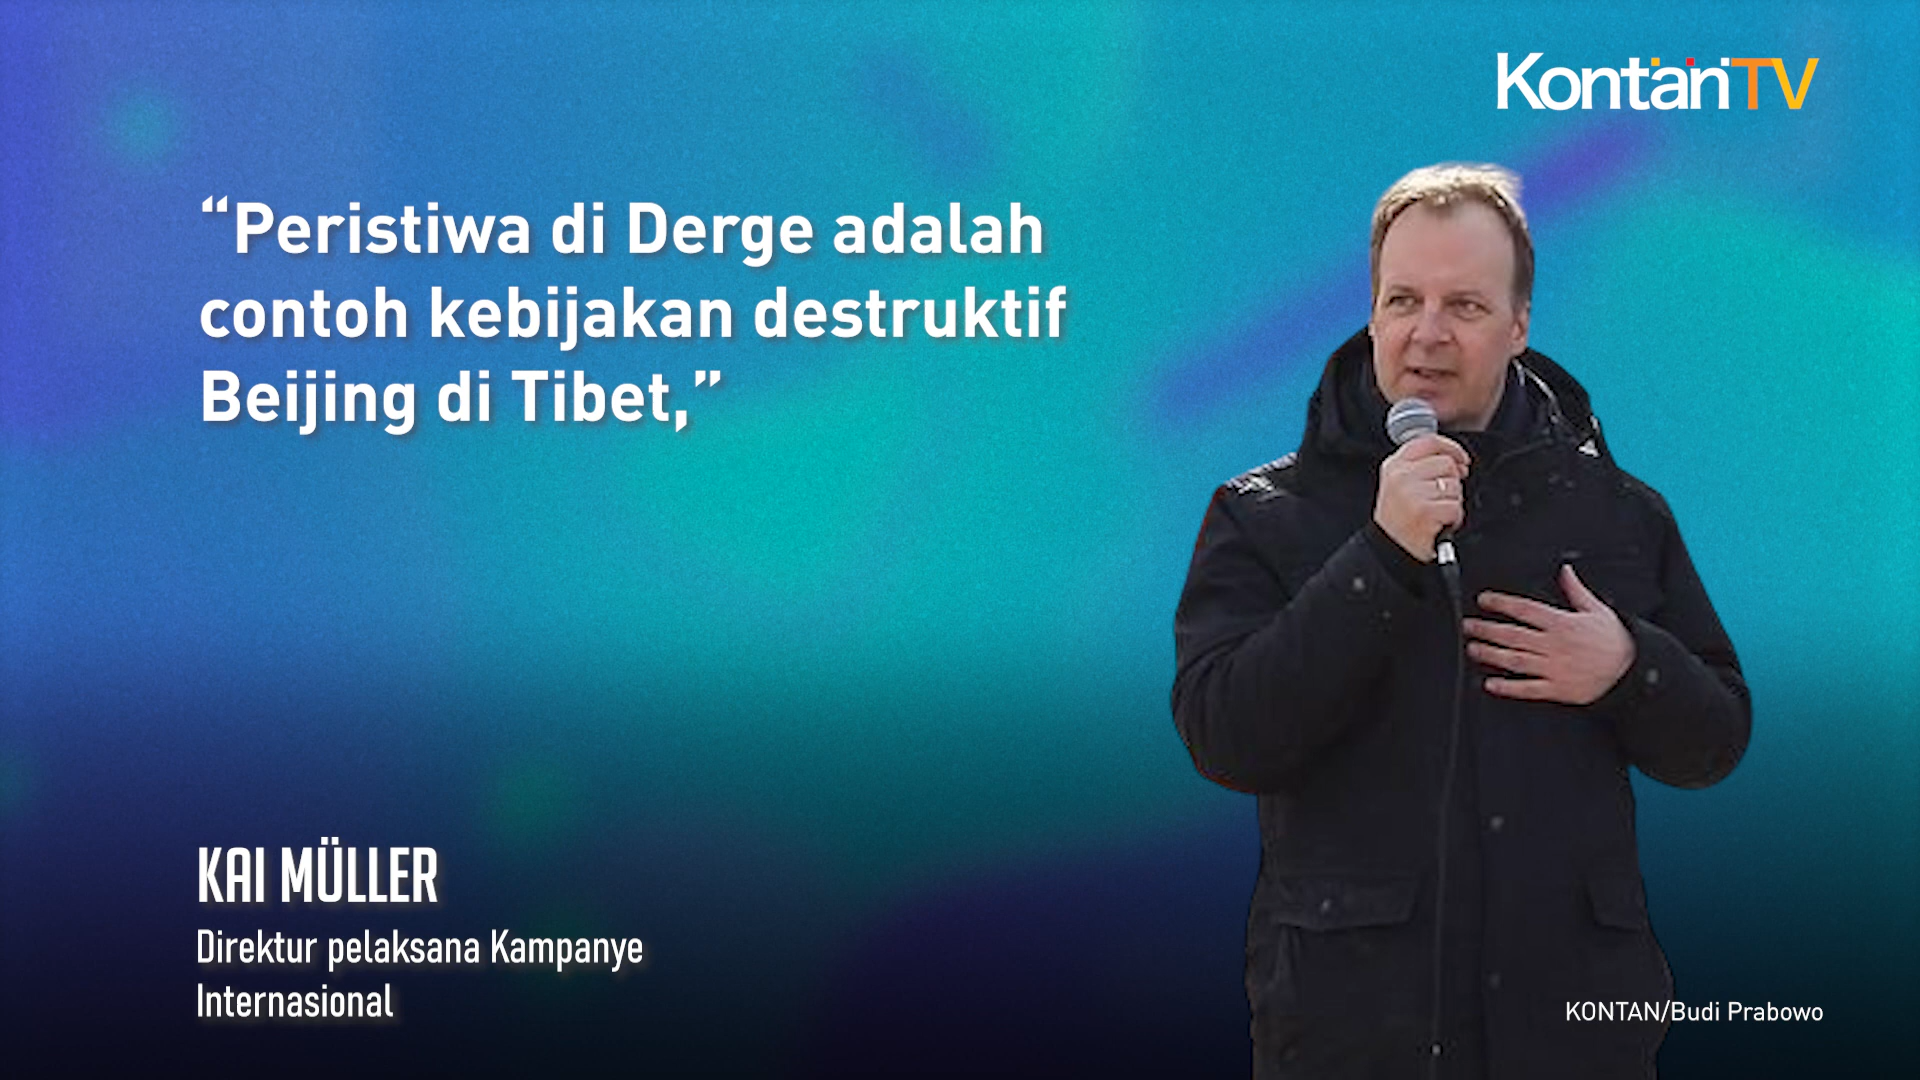 KontanTV
“Peristiwa di Derge adalah
contoh kebijakan destruktif
Beijing di Tibet,”
KAI MÜLLER
Direktur pelaksana Kampanye
Internasional
KONTAN/Budi Prabowo